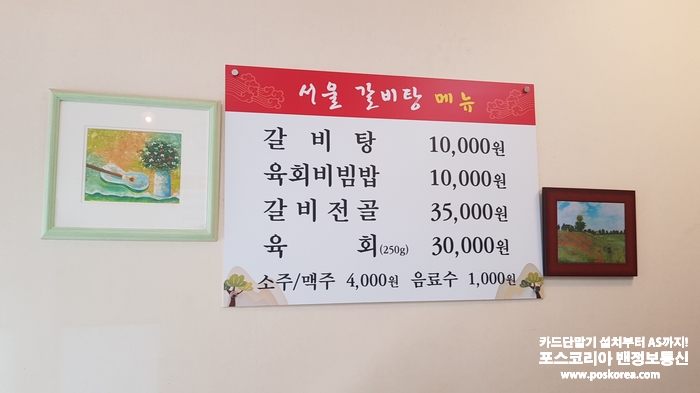 서울 갈비탕 메뉴
갈비탕 10,000원
육회비빔밥 10,000원
갈비전골 35,000원
육회(250g) 30,000원
소주/맥주 4,000원 음료수 1,000원
카드단말기 설치부터 AS까지!
포스코리아 밴정보통신
www.poskorea.com